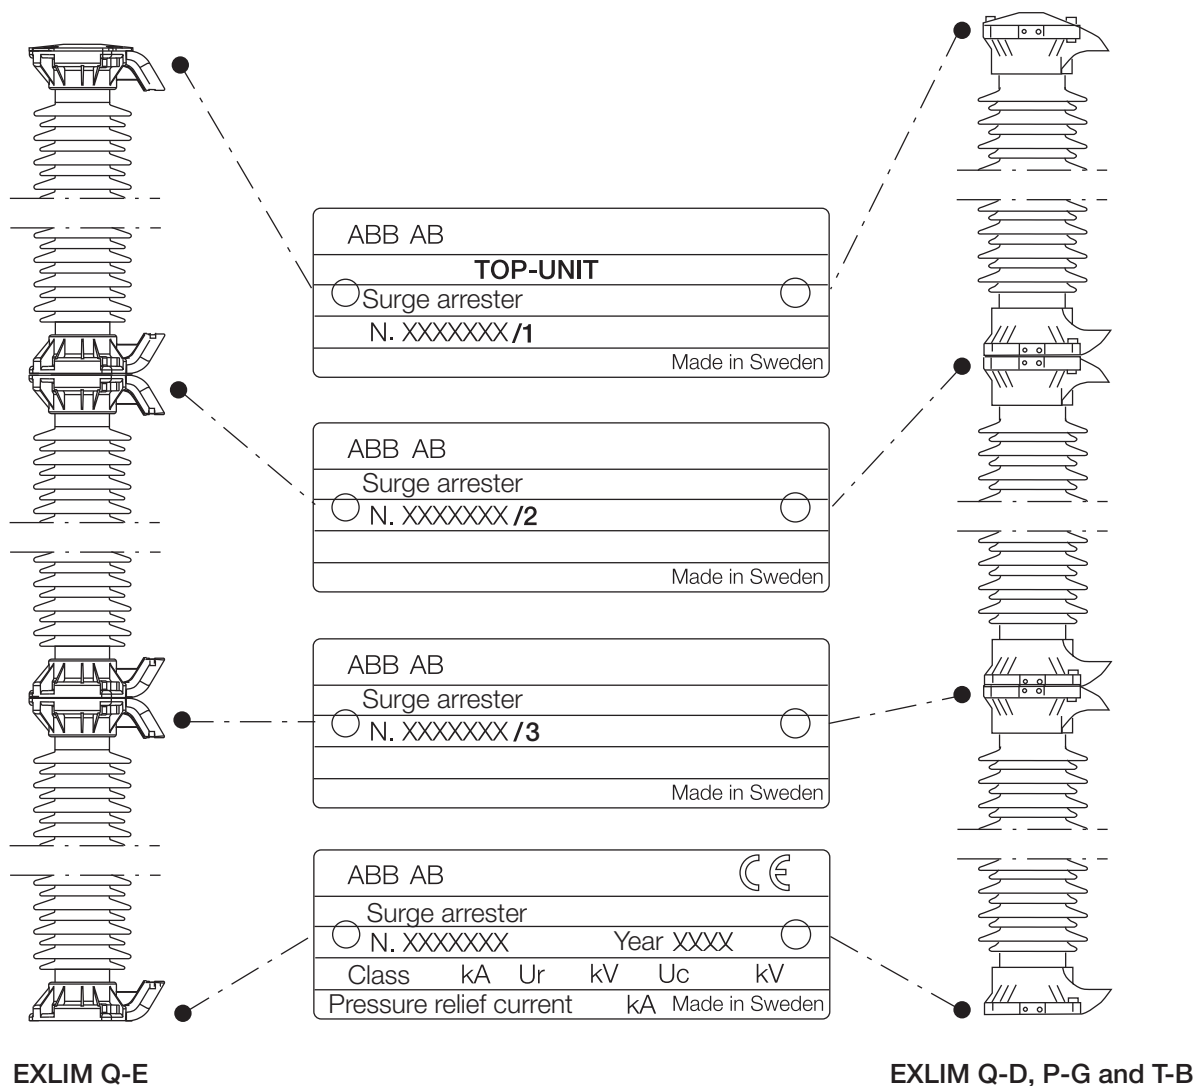 ABB AB
TOP-UNIT
Surge arrester
N. XXXXXXX/1
Made in Sweden
ABB AB
Surge arrester
N. XXXXXXX/2
Made in Sweden
ABB AB
Surge arrester
N. XXXXXXX/3
Made in Sweden
ABB AB CE
Surge arrester
N. XXXXXXX Year XXXX
Class kA Ur kV Uc kV
Pressure relief current kA Made in Sweden
EXLIM Q-E EXLIM Q-D, P-G and T-B